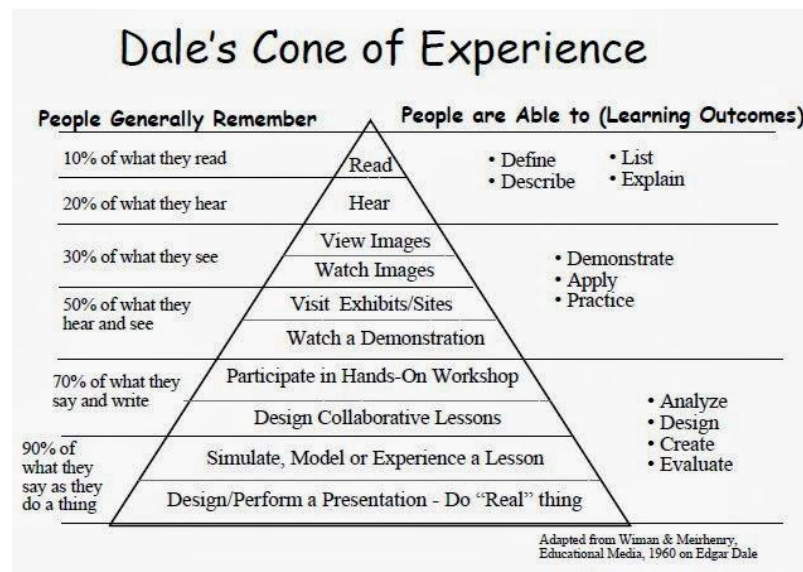 Dale's Cone of Experience
People Generally Remember
People are Able to (Learning Outcomes)
10% of what they read
Read
• Define
• List
• Describe
• Explain
20% of what they hear
Hear
30% of what they see
View Images
Watch Images
• Demonstrate
• Apply
• Practice
50% of what they
hear and see
Visit Exhibits/Sites
Watch a Demonstration
70% of what they
say and write
Participate in Hands-On Workshop
Design Collaborative Lessons
• Analyze
• Design
• Create
• Evaluate
90% of
what they
say as they
do a thing
Simulate, Model or Experience a Lesson
Design/Perform a Presentation - Do “Real” thing
Adapted from Wiman & Meirhenry,
Educational Media, 1960 on Edgar Dale